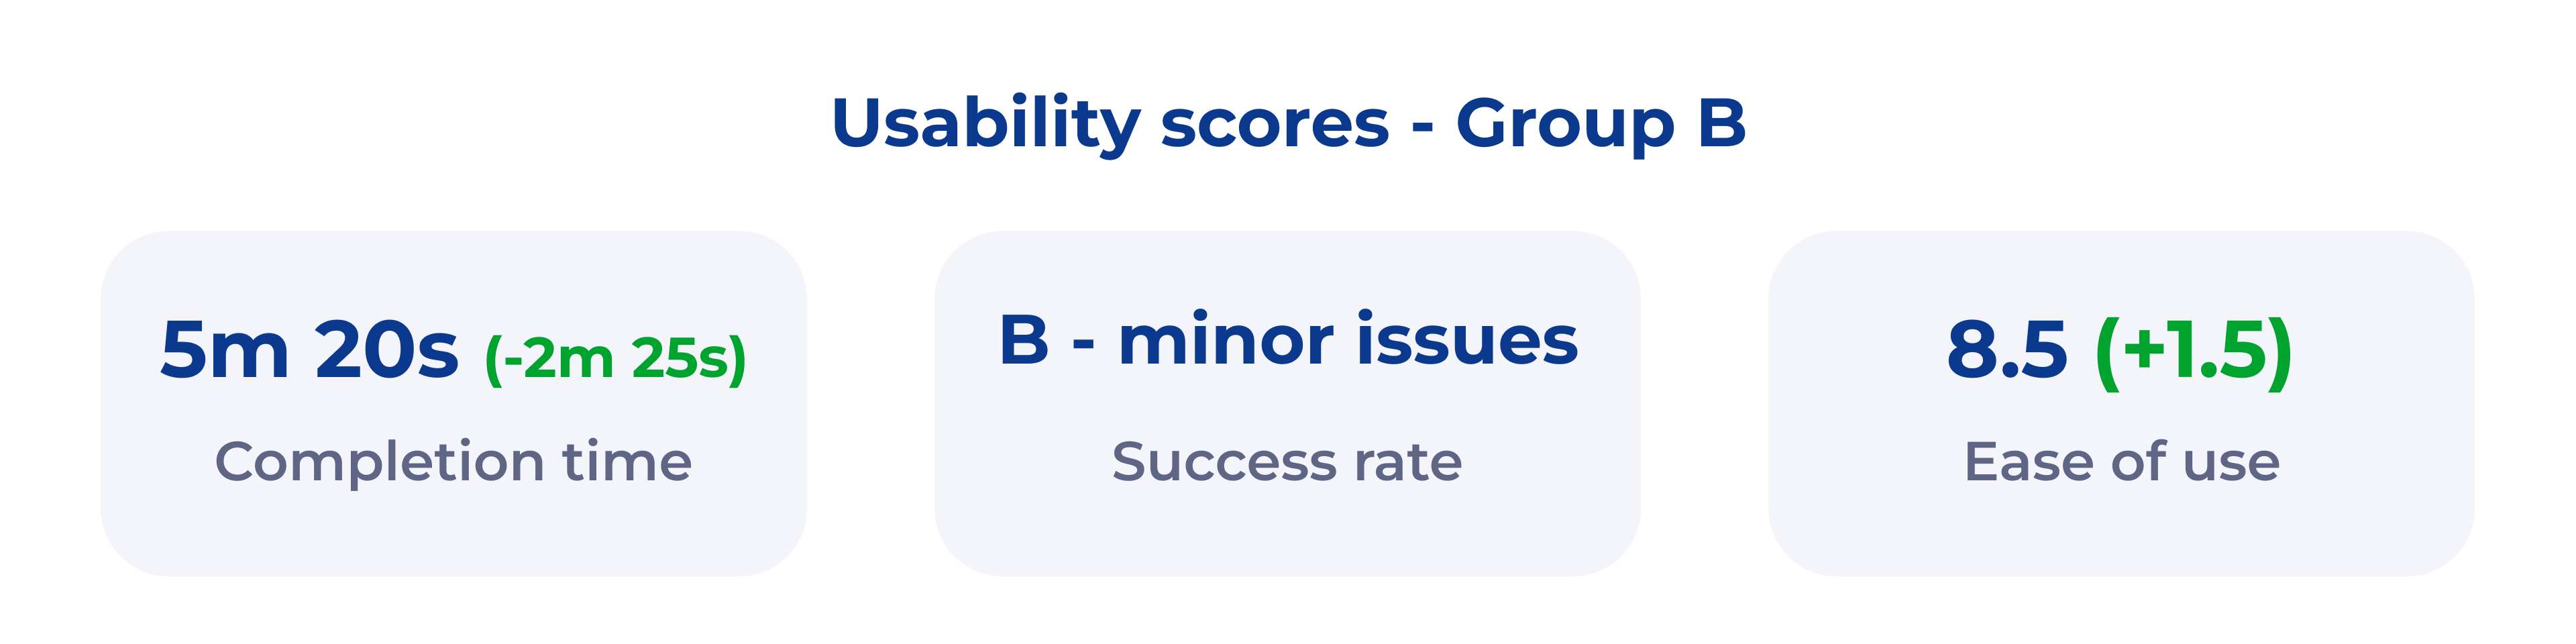 Usability scores - Group B
5m 20s (-2m 25s)
Completion time
B - minor issues
Success rate
8.5 (+1.5)
Ease of use